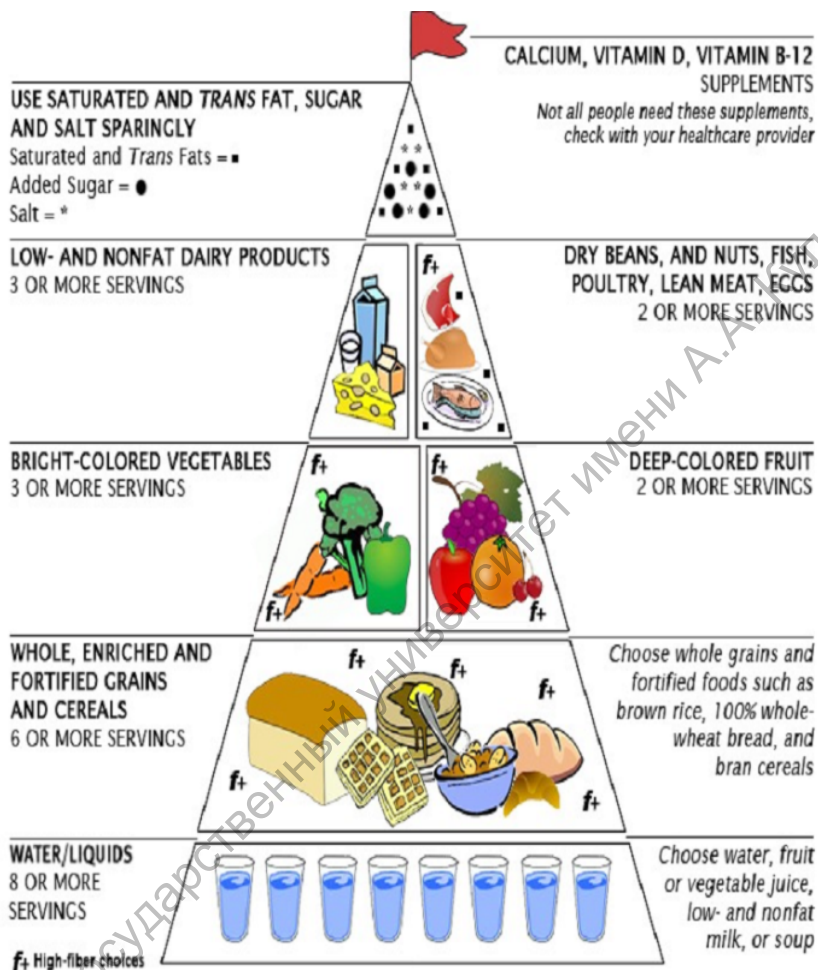 CALCIUM, VITAMIN D, VITAMIN B-12
SUPPLEMENTS
Not all people need these supplements,
check with your healthcare provider
USE SATURATED AND TRANS FAT, SUGAR
AND SALT SPARINGLY
Saturated and Trans Fats = ▪
Added Sugar = ●
Salt = *
LOW- AND NONFAT DAIRY PRODUCTS
3 OR MORE SERVINGS
f+
DRY BEANS, AND NUTS, FISH,
POULTRY, LEAN MEAT, EGGS
2 OR MORE SERVINGS
BRIGHT-COLORED VEGETABLES
3 OR MORE SERVINGS
f+
f+
f+
f+
DEEP-COLORED FRUIT
2 OR MORE SERVINGS
WHOLE, ENRICHED AND
FORTIFIED GRAINS
AND CEREALS
6 OR MORE SERVINGS
f+
f+
f+
f+
f+
Choose whole grains and
fortified foods such as
brown rice, 100% whole-
wheat bread, and
bran cereals
WATER/LIQUIDS
8 OR MORE
SERVINGS
Choose water, fruit
or vegetable juice,
low- and nonfat
milk, or soup
f+ High-fiber choices
университет имени А.А.